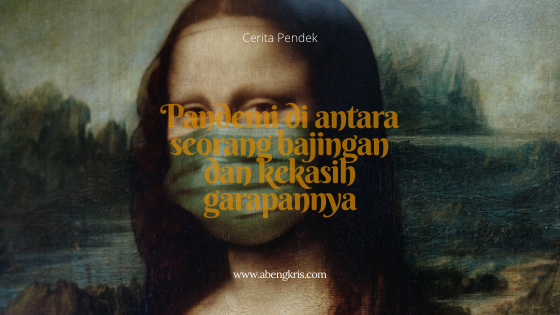 Cerita Pendek
Pandemi di antara
seorang bajingan
dan kekasih
garapannya
www.abengkris.com